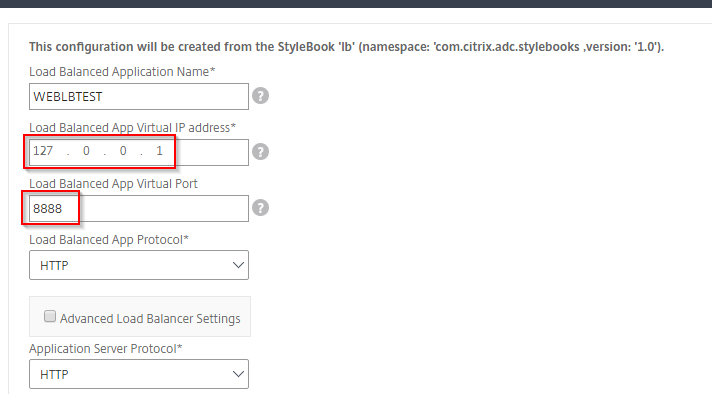 This configuration will be created from the StyleBook 'lb' (namespace: 'com.citrix.adc.stylebooks ,version: '1.0').
Load Balanced Application Name*
WEBLBTEST
?
Load Balanced App Virtual IP address*
127 . 0 . 0 . 1
?
Load Balanced App Virtual Port
8888
?
Load Balanced App Protocol*
HTTP
Advanced Load Balancer Settings
Application Server Protocol*
HTTP